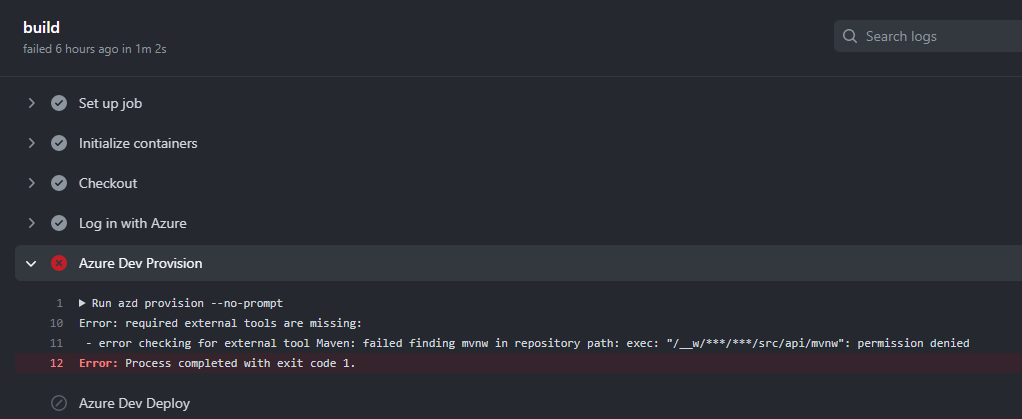 build
failed 6 hours ago in 1m 2s
Search logs
Set up job
Initialize containers
Checkout
Log in with Azure
Azure Dev Provision
1 Run azd provision --no-prompt
10 Error: required external tools are missing:
11 - error checking for external tool Maven: failed finding mvnw in repository path: exec: "/__w/***/***/src/api/mvnw": permission denied
12 Error: Process completed with exit code 1.
Azure Dev Deploy